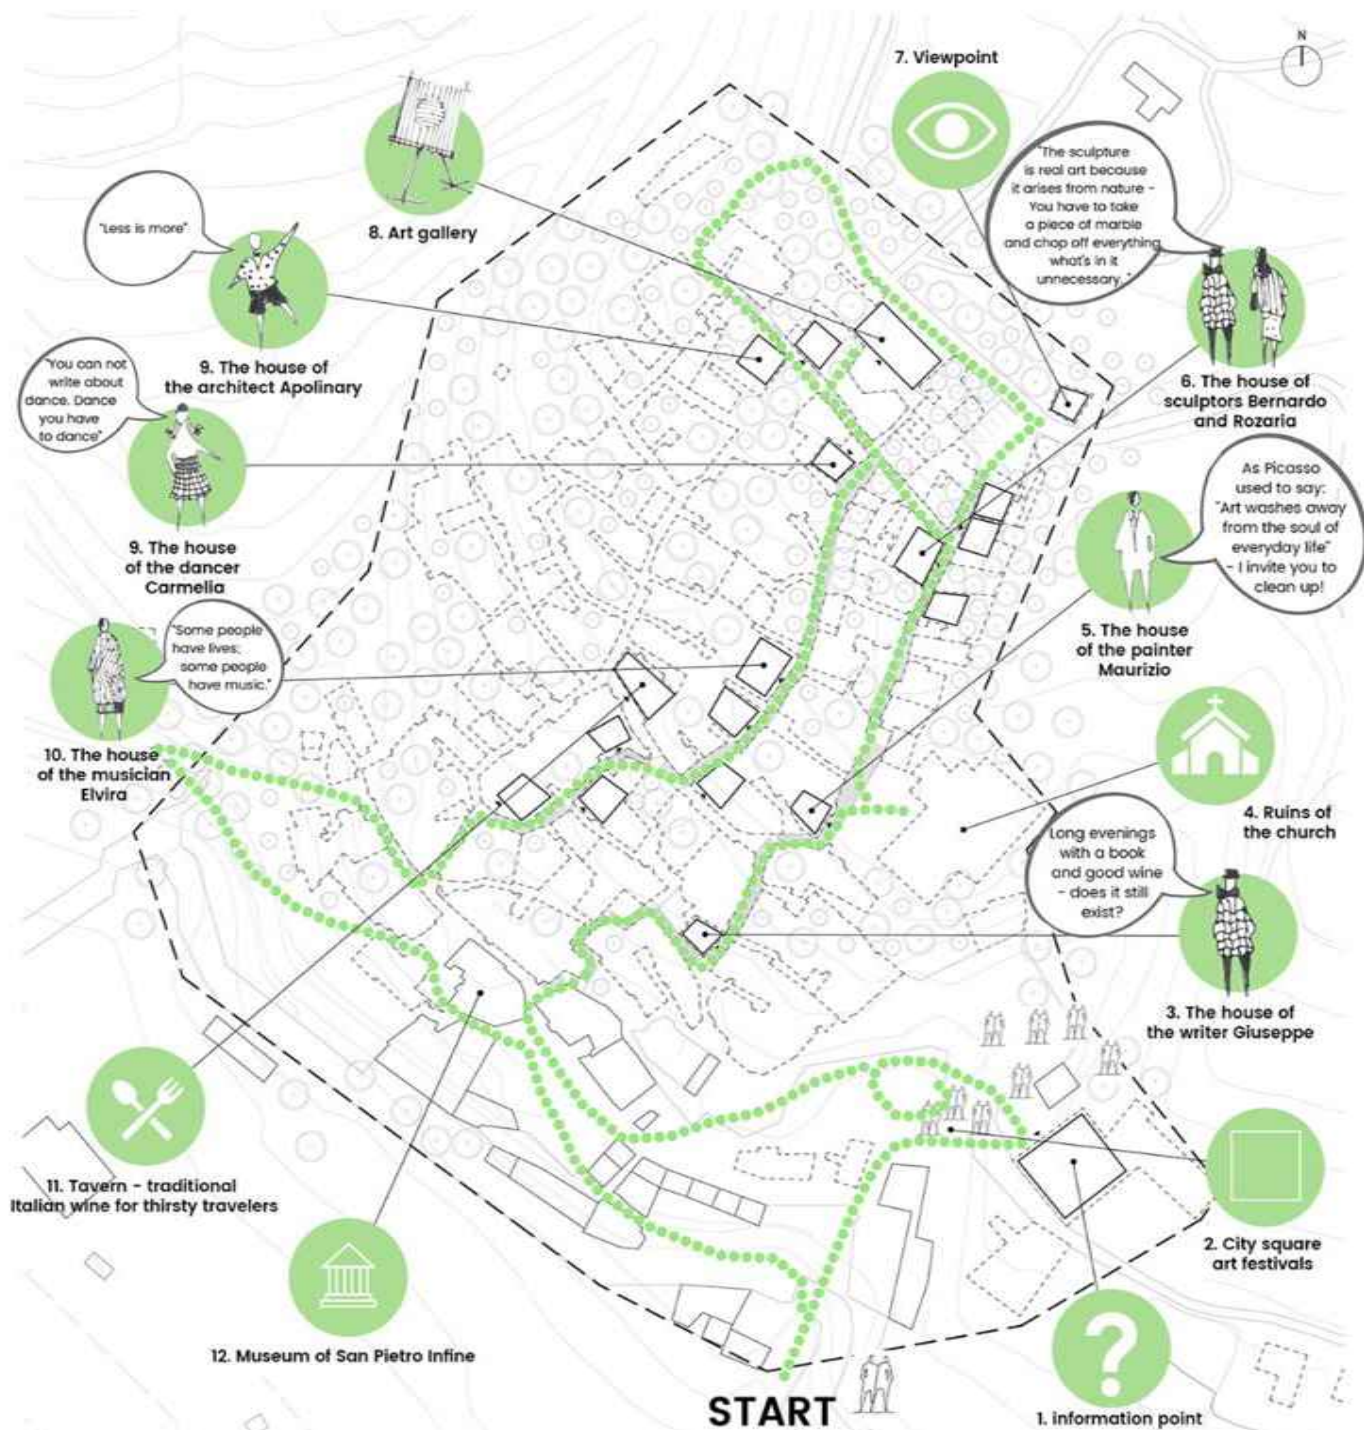 N
7. Viewpoint
"The sculpture
is real art because
it arises from nature -
You have to take
a piece of marble
and chop off everything
what's in it
unnecessary."
8. Art gallery
"Less is more"
9. The house of
the architect Apolinary
6. The house of
sculptors Bernardo
and Rozaria
"You can not
write about
dance. Dance
you have
to dance"
9. The house
of the dancer
Carmelia
As Picasso
used to say:
"Art washes away
from the soul of
everyday life"
- I invite you to
clean up!
5. The house
of the painter
Maurizio
"Some people
have lives;
some people
have music."
10. The house
of the musician
Elvira
4. Ruins of
the church
Long evenings
with a book
and good wine
- does it still
exist?
3. The house of
the writer Giuseppe
11. Tavern - traditional
Italian wine for thirsty travelers
2. City square
art festivals
12. Museum of San Pietro Infine
START
1. information point